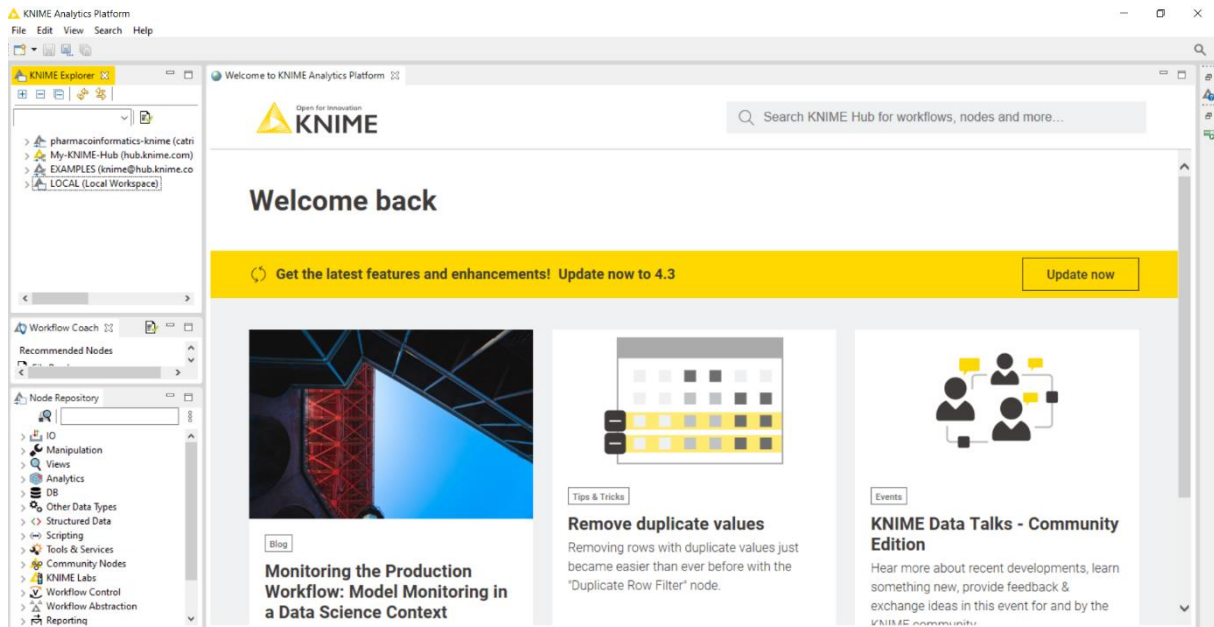 KNIME Analytics Platform
File Edit View Search Help
KNIME Explorer
pharmacoinformatics-knime (catri
My-KNIME-Hub (hub.knime.com)
EXAMPLES (knime@hub.knime.co
LOCAL (Local Workspace)
Workflow Coach
Recommended Nodes
Node Repository
IO
Manipulation
Views
Analytics
DB
Other Data Types
Structured Data
Scripting
Tools & Services
Community Nodes
KNIME Labs
Workflow Control
Workflow Abstraction
Reporting
Welcome to KNIME Analytics Platform
Open for Innovation
KNIME
Search KNIME Hub for workflows, nodes and more...
Welcome back
Get the latest features and enhancements! Update now to 4.3
Update now
Blog
Monitoring the Production
Workflow: Model Monitoring in
a Data Science Context
Tips & Tricks
Remove duplicate values
Removing rows with duplicate values just
became easier than ever before with the
"Duplicate Row Filter" node.
Events
KNIME Data Talks - Community
Edition
Hear more about recent developments, learn
something new, provide feedback &
exchange ideas in this event for and by the
KNIME community.